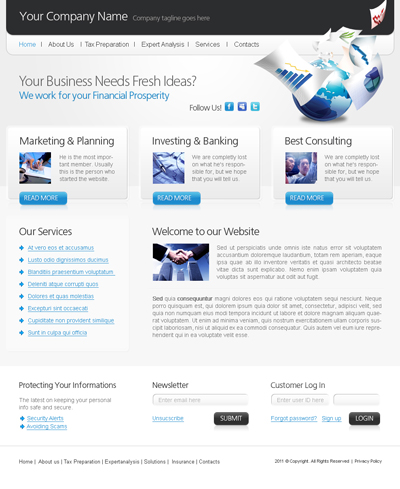 Your Company Name Company tagline goes here
Home | About Us | Tax Preparation | Expert Analysis | Services | Contacts
Your Business Needs Fresh Ideas?
We work for your Financial Prosperity
Follow Us!
Marketing & Planning
He is the most impor-
tant member. Usually
this is the person who
started the website.
READ MORE
Investing & Banking
We are completly lost
on what he's respon-
sible for, but we hope
that you will tell us.
READ MORE
Best Consulting
We are completly lost
on what he's respon-
sible for, but we hope
that you will tell us.
READ MORE
Our Services
At vero eos et accusamus
Lusto odio dignissimos ducimus
Blanditiis praesentium voluptatum
Deleniti atque corrupti quos
Dolores et quas molestias
Excepturi sint occaecati
Cupiditate non provident similique
Sunt in culpa qui officia
Welcome to our Website
Sed ut perspiciatis unde omnis iste natus error sit voluptatem
accusantium doloremque laudantium, totam rem aperiam, eaque
ipsa quae ab illo inventore veritatis et quasi architecto beatae
vitae dicta sunt explicabo. Nemo enim ipsam voluptatem quia
voluptas sit aspernatur aut odit aut fugit.
Sed quia consequuntur magni dolores eos qui ratione voluptatem sequi nesciunt. Neque
porro quisquam est, qui dolorem ipsum quia dolor sit amet, consectetur, adipisci velit, sed
quia non numquam eius modi tempora incidunt ut labore et dolore magnam aliquam quae-
rat voluptatem. Ut enim ad minima veniam, quis nostrum exercitationem ullam corporis sus-
cipit laboriosam, nisi ut aliquid ex ea commodi consequatur. Quis autem vel eum iure repre-
henderit qui in ea voluptate velit esse.
Protecting Your Informations
The latest on keeping your personal
info safe and secure.
Security Alerts
Avoiding Scams
Newsletter
Enter email here
Unsucsribe
SUBMIT
Customer Log In
Enter user ID here
Forgot password? Sign up
LOGIN
Home | About us | Tax Preparation | Expertanalysis | Solutions | Insurance | Contacts
2011 © Copyright. All Rights Reserved. | Privacy Policy